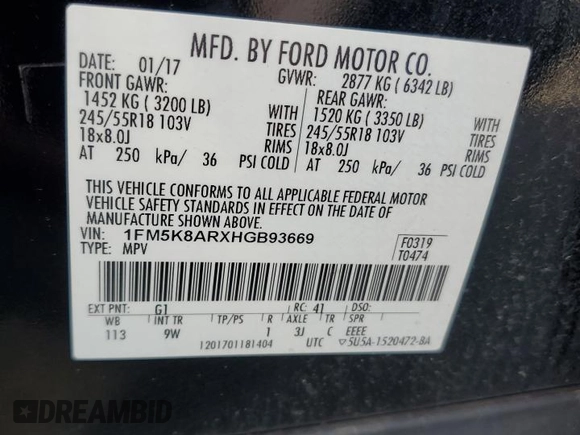 MFD. BY FORD MOTOR CO.
DATE: 01/17 GVWR: 2877 KG ( 6342 LB)
FRONT GAWR: REAR GAWR:
1452 KG ( 3200 LB) WITH 1520 KG ( 3350 LB) WITH
245/55R18 103V TIRES 245/55R18 103V TIRES
18x8.0J RIMS 18x8.0J RIMS
AT 250 kPa/ 36 PSI COLD AT 250 kPa/ 36 PSI COLD
THIS VEHICLE CONFORMS TO ALL APPLICABLE FEDERAL MOTOR
VEHICLE SAFETY STANDARDS IN EFFECT ON THE DATE OF
MANUFACTURE SHOWN ABOVE.
VIN: 1FM5K8ARXHGB93669 F0319
TYPE: MPV T0474
EXT PNT: G1 RC: 41 DSO:
WB INT TR TP/PS R AXLE TR SPR
113 9W 1 3J C EEEE
1201701181404 UTC 5U5A-1520472-BA
DREAMBID